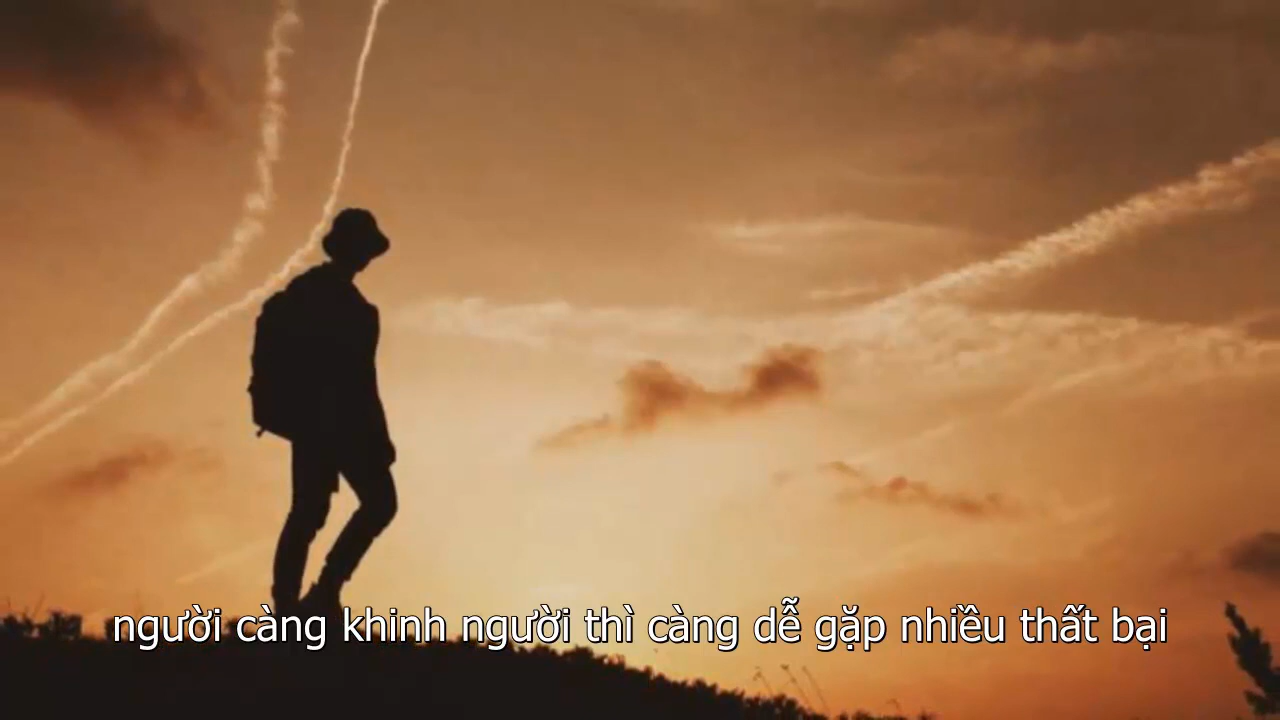 người càng khinh người thì càng dễ gặp nhiều thất bại